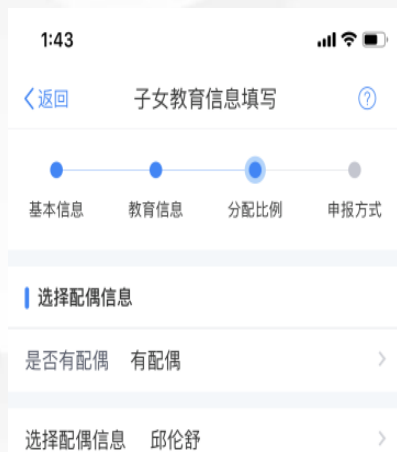 1:43
返回 子女教育信息填写 ?
基本信息 教育信息 分配比例 申报方式
选择配偶信息
是否有配偶 有配偶
选择配偶信息 邱伦舒